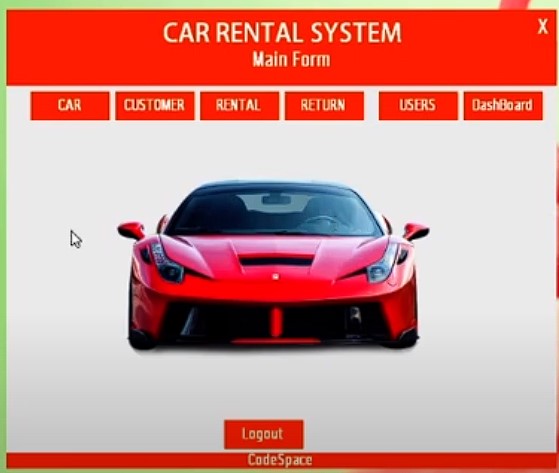 CAR RENTAL SYSTEM
X
Main Form
CAR CUSTOMER RENTAL RETURN USERS DashBoard
Logout
CodeSpace